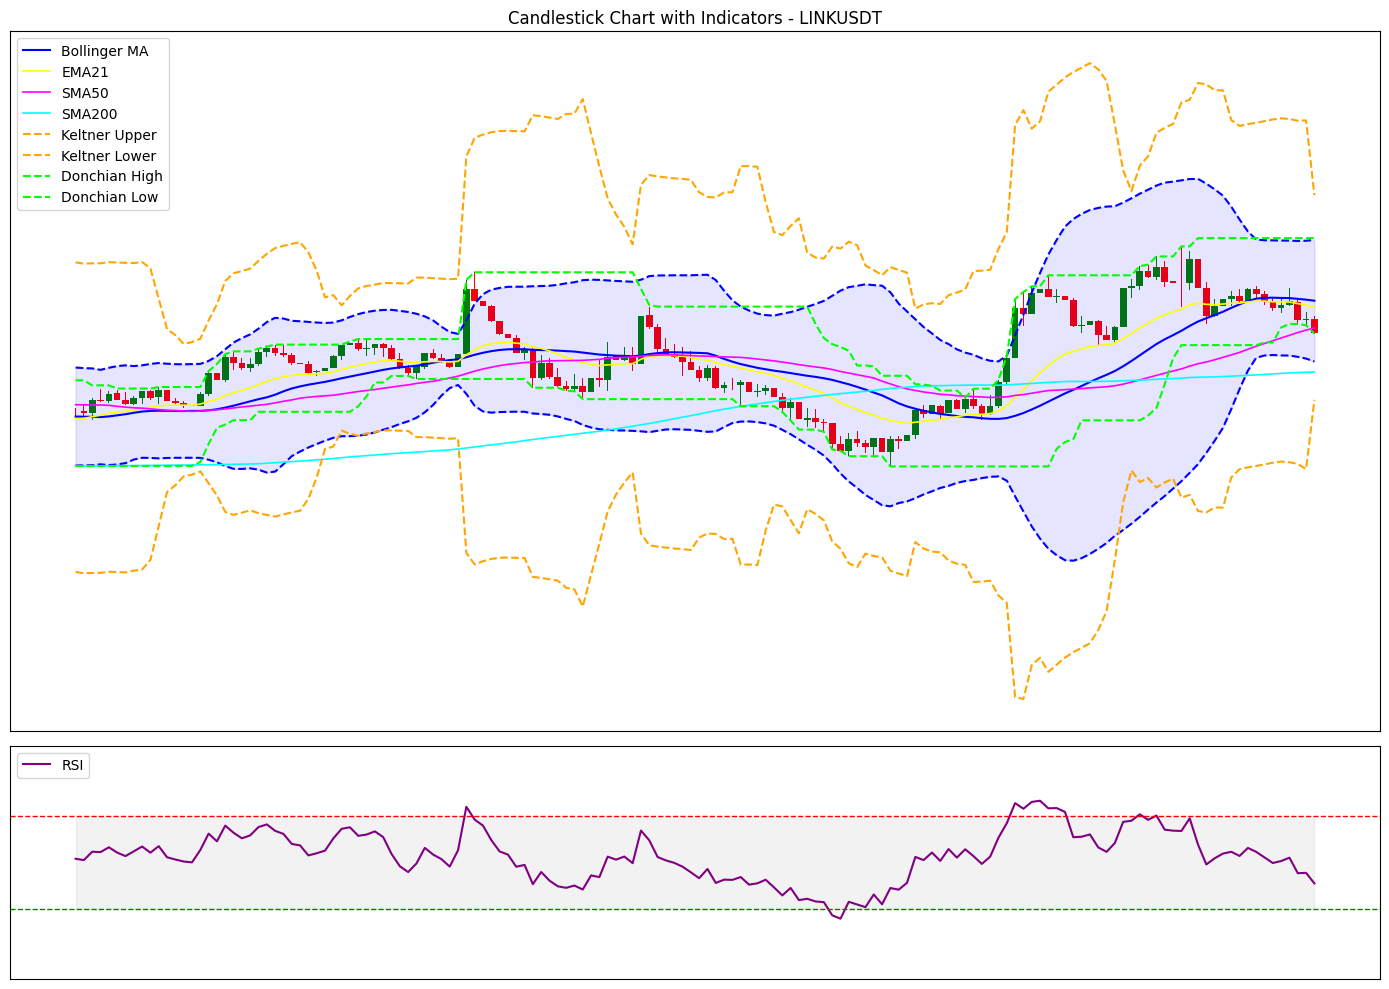 Candlestick Chart with Indicators - LINKUSDT
Bollinger MA
EMA21
SMA50
SMA200
Keltner Upper
Keltner Lower
Donchian High
Donchian Low
RSI